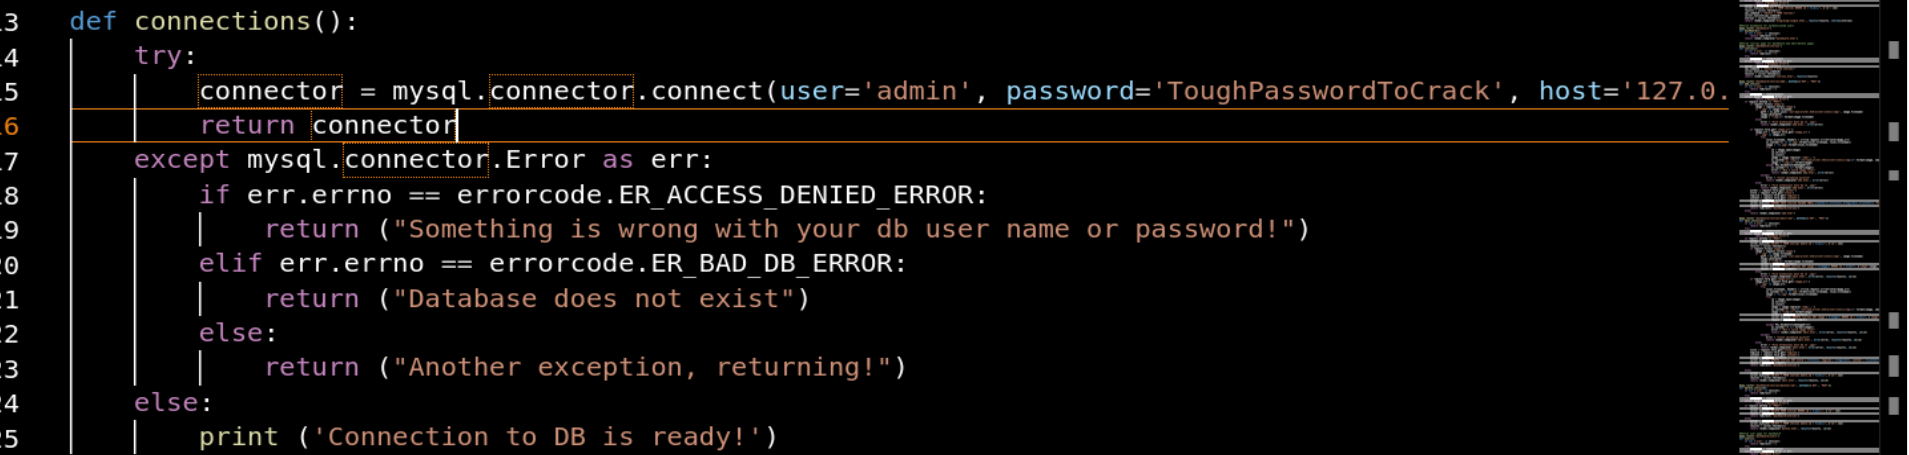 3 def connections():
4     try:
5         connector = mysql.connector.connect(user='admin', password='ToughPasswordToCrack', host='127.0.
6         return connector
7     except mysql.connector.Error as err:
8         if err.errno == errorcode.ER_ACCESS_DENIED_ERROR:
9             return ("Something is wrong with your db user name or password!")
20         elif err.errno == errorcode.ER_BAD_DB_ERROR:
21             return ("Database does not exist")
22         else:
23             return ("Another exception, returning!")
24     else:
25         print ('Connection to DB is ready!')